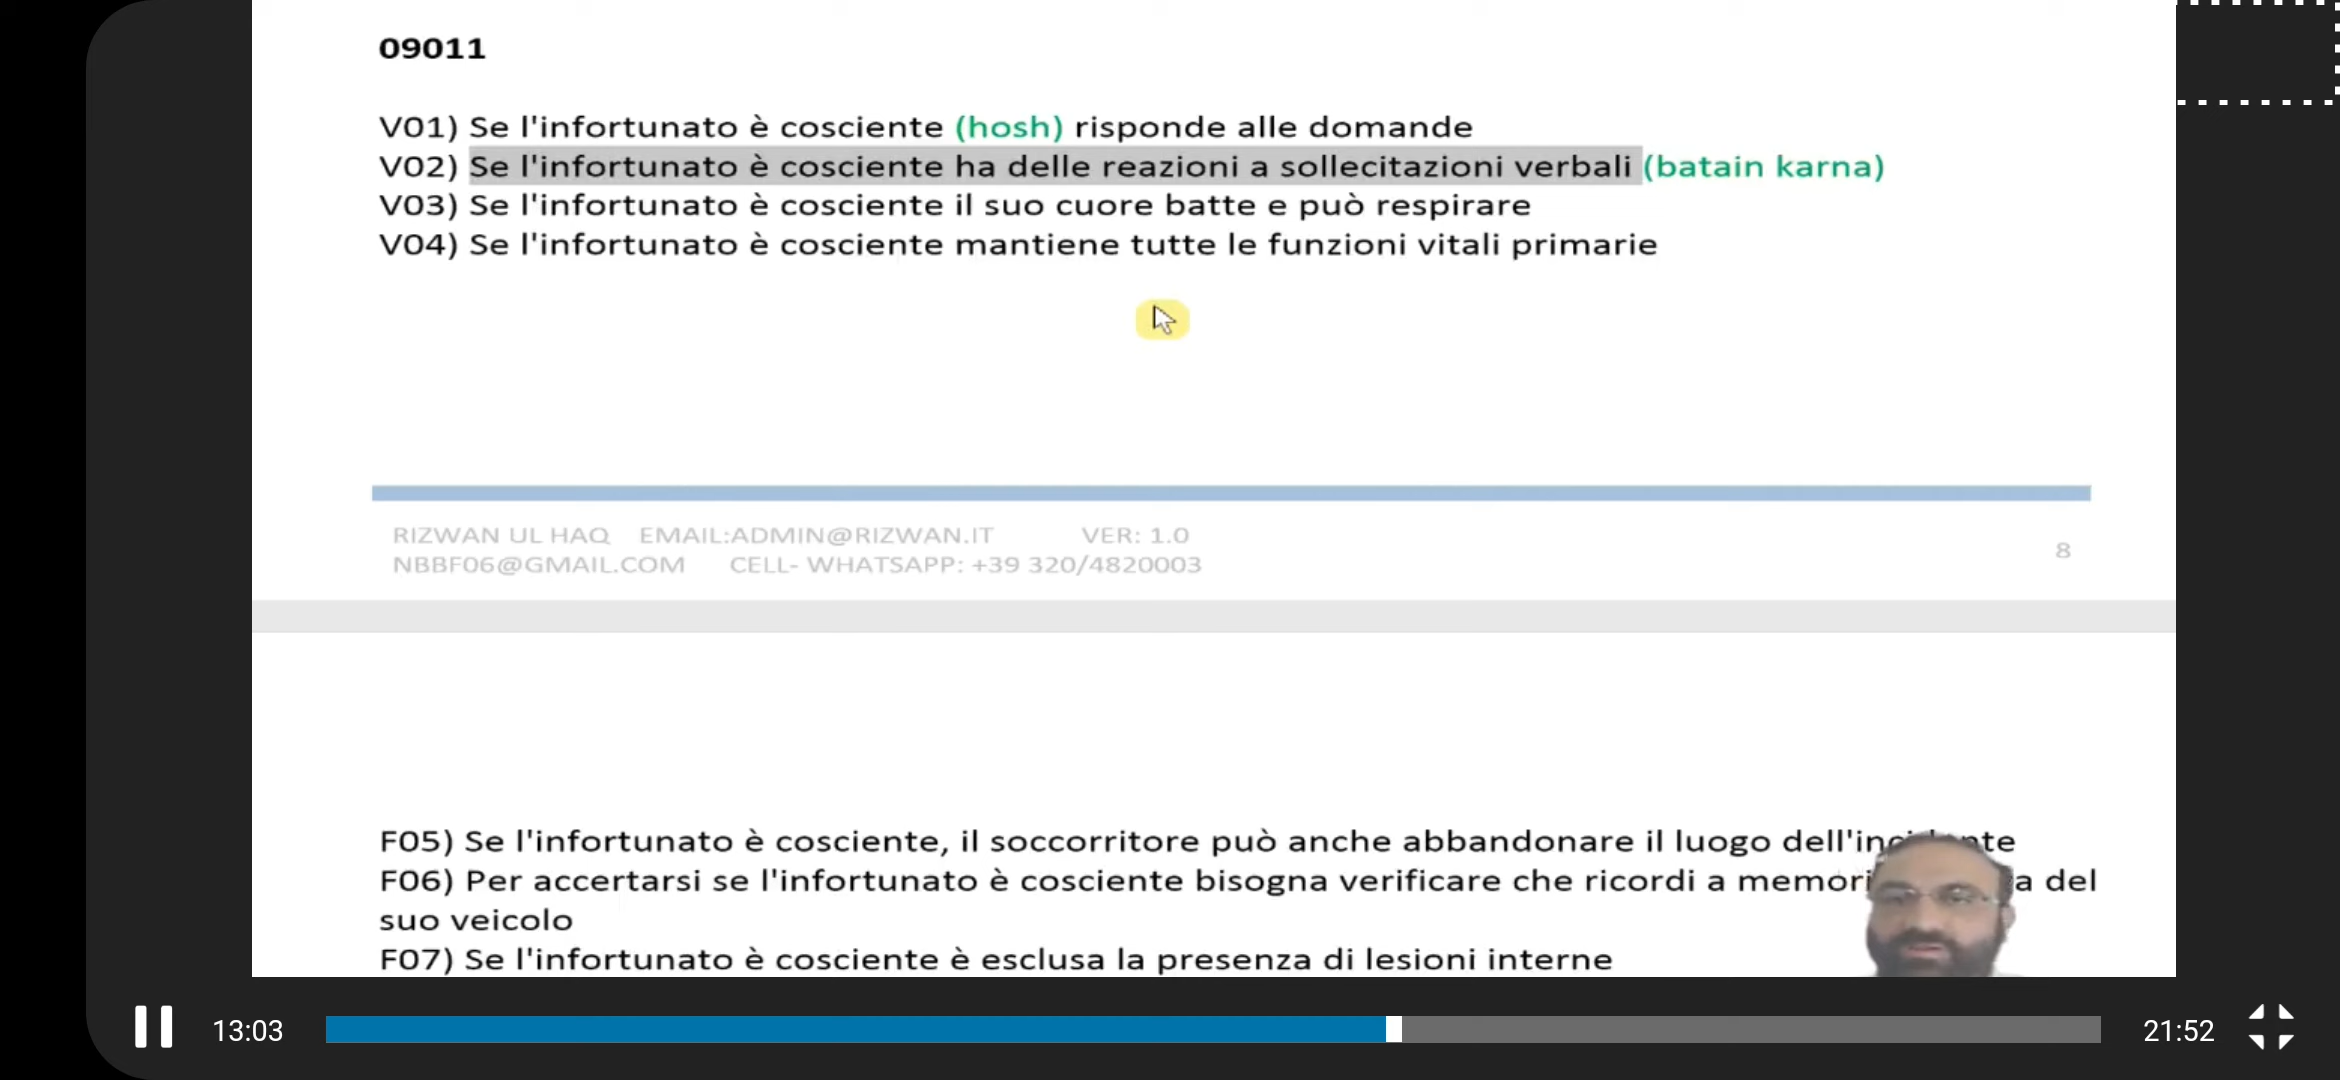 09011
V01) Se l'infortunato è cosciente (hosh) risponde alle domande
V02) Se l'infortunato è cosciente ha delle reazioni a sollecitazioni verbali (batain karna)
V03) Se l'infortunato è cosciente il suo cuore batte e può respirare
V04) Se l'infortunato è cosciente mantiene tutte le funzioni vitali primarie
RIZWAN UL HAQ EMAIL:ADMIN@RIZWAN.IT VER: 1.0
NBBF06@GMAIL.COM CELL- WHATSAPP: +39 320/4820003
8
F05) Se l'infortunato è cosciente, il soccorritore può anche abbandonare il luogo
F06) Per accertarsi se l'infortunato è cosciente bisogna verificare che ricordi a del
suo veicolo
F07) Se l'infortunato è cosciente è esclusa la presenza di lesioni interne
13:03
21:52